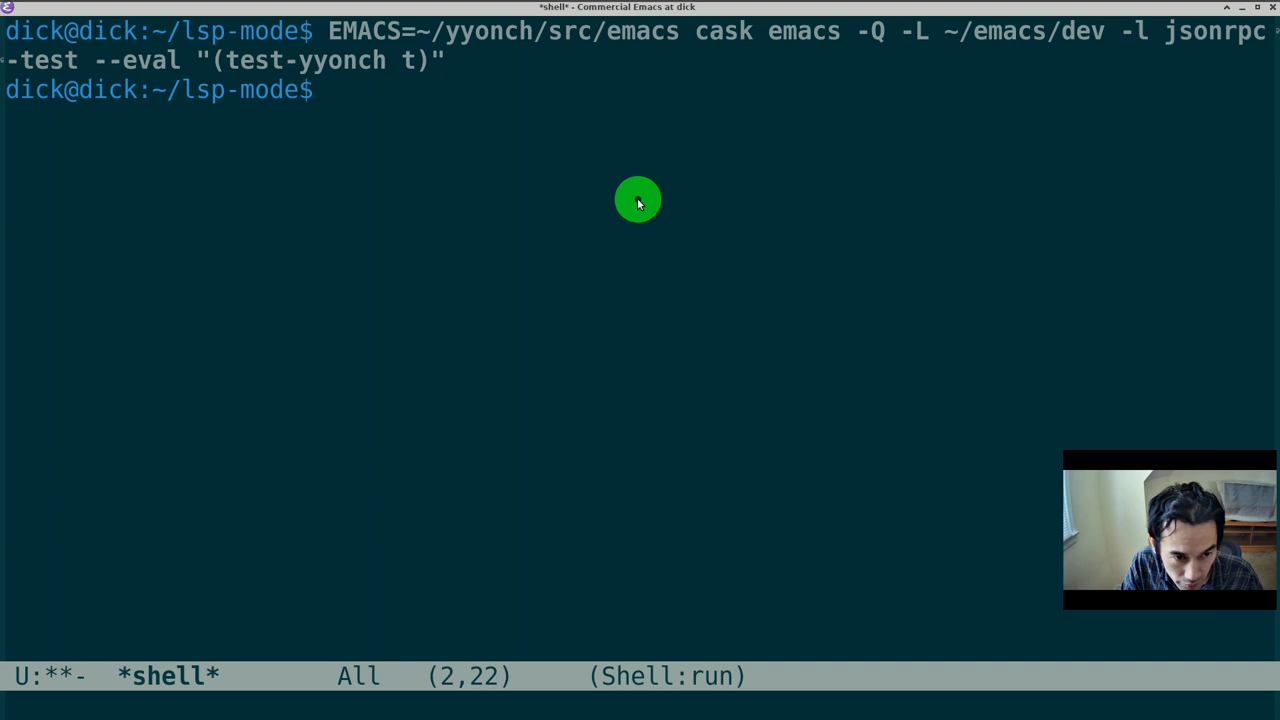 *shell* - Commercial Emacs at dick
dick@dick:~/lsp-mode$ EMACS=~/yyonch/src/emacs cask emacs -Q -L ~/emacs/dev -l jsonrpc
-test --eval "(test-yyonch t)"
dick@dick:~/lsp-mode$
U:**-  *shell*        All   (2,22)     (Shell:run)